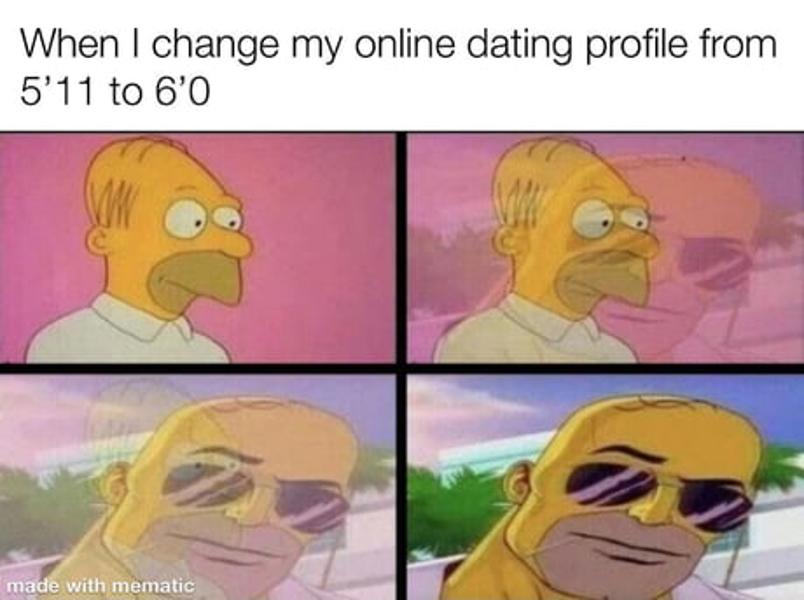 When I change my online dating profile from
5’11 to 6’0
made with mematic